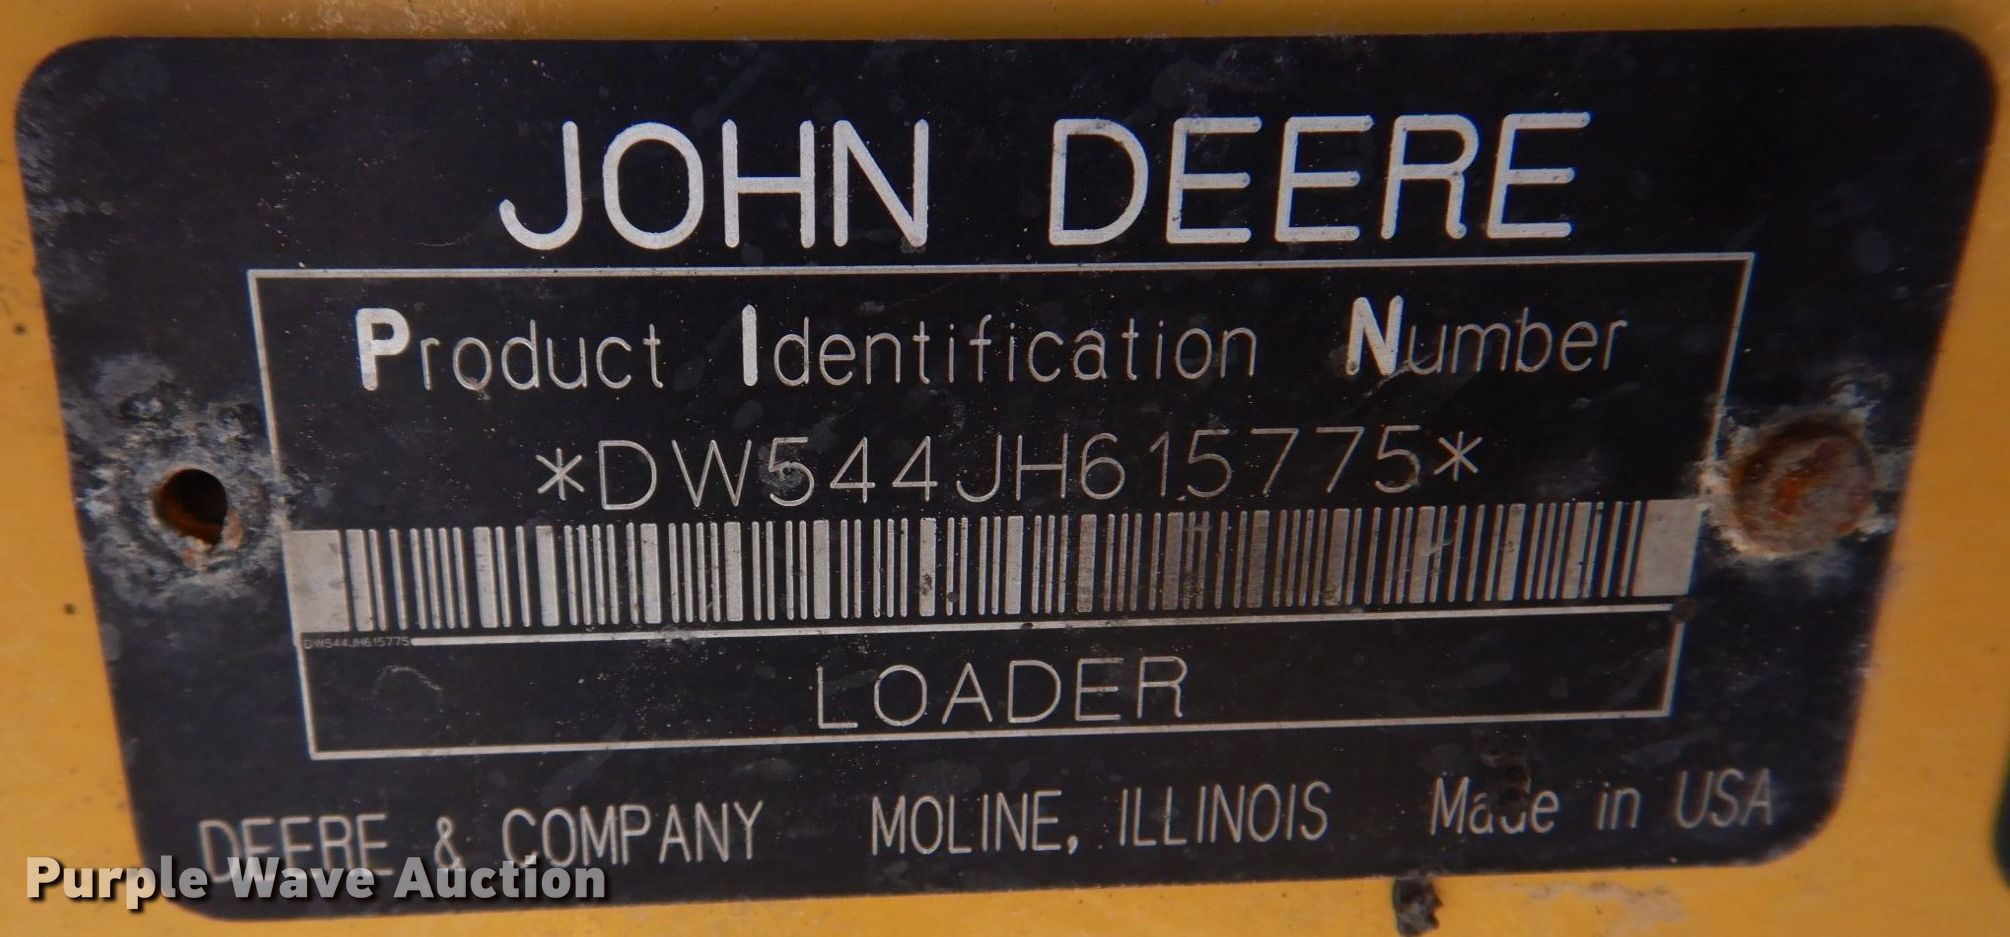 JOHN DEERE
Product Identification Number
*DW544JH615775*
DW544JH615775
LOADER
DEERE & COMPANY MOLINE, ILLINOIS Made in USA
Purple Wave Auction